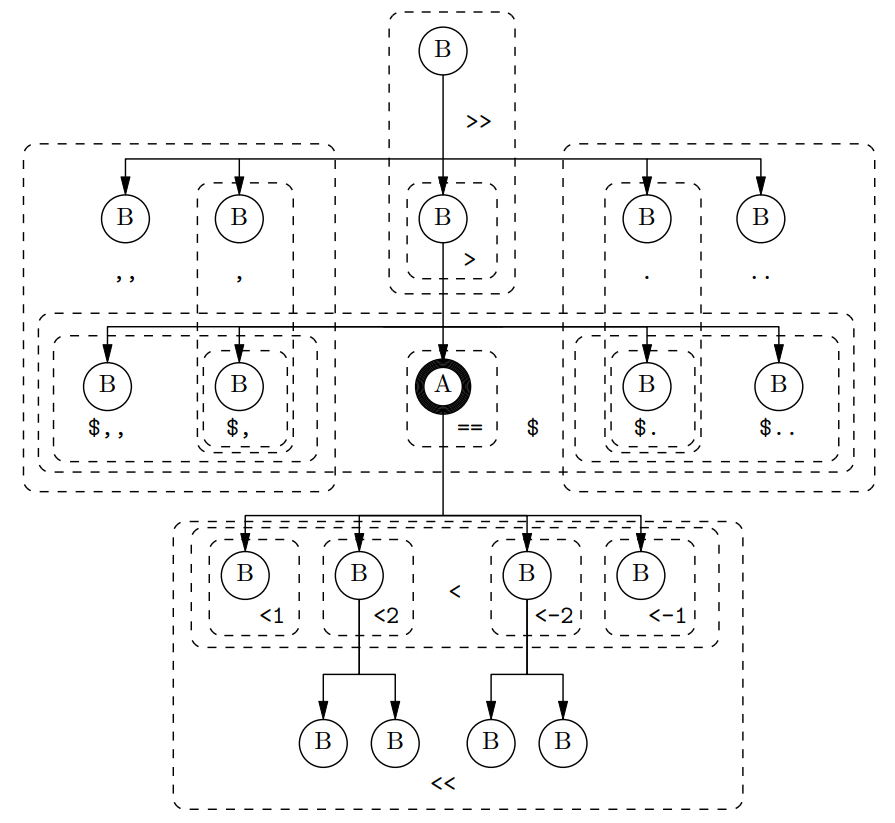 B
>>
B B B B B
>
,, , . ..
B B A B B
$,, $, == $ $. $..
B B B B
<1 <2 < <-2 <-1
B B B B
<<